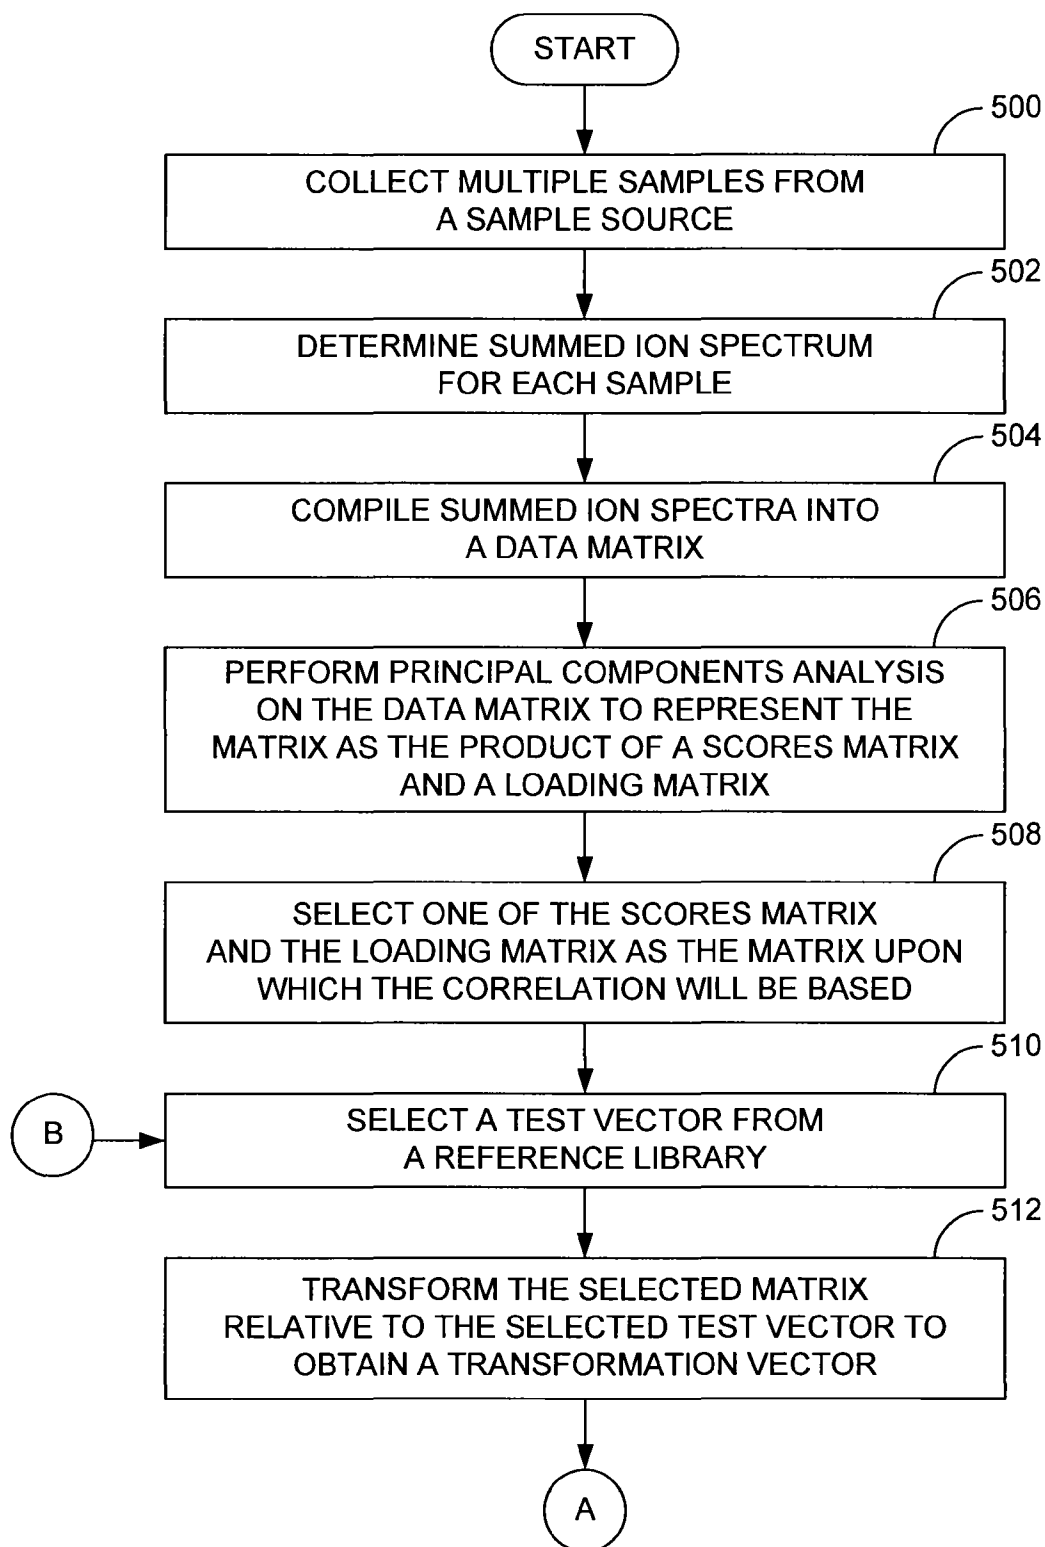 START
500
COLLECT MULTIPLE SAMPLES FROM
A SAMPLE SOURCE
502
DETERMINE SUMMED ION SPECTRUM
FOR EACH SAMPLE
504
COMPILE SUMMED ION SPECTRA INTO
A DATA MATRIX
506
PERFORM PRINCIPAL COMPONENTS ANALYSIS
ON THE DATA MATRIX TO REPRESENT THE
MATRIX AS THE PRODUCT OF A SCORES MATRIX
AND A LOADING MATRIX
508
SELECT ONE OF THE SCORES MATRIX
AND THE LOADING MATRIX AS THE MATRIX UPON
WHICH THE CORRELATION WILL BE BASED
510
B
SELECT A TEST VECTOR FROM
A REFERENCE LIBRARY
512
TRANSFORM THE SELECTED MATRIX
RELATIVE TO THE SELECTED TEST VECTOR TO
OBTAIN A TRANSFORMATION VECTOR
A